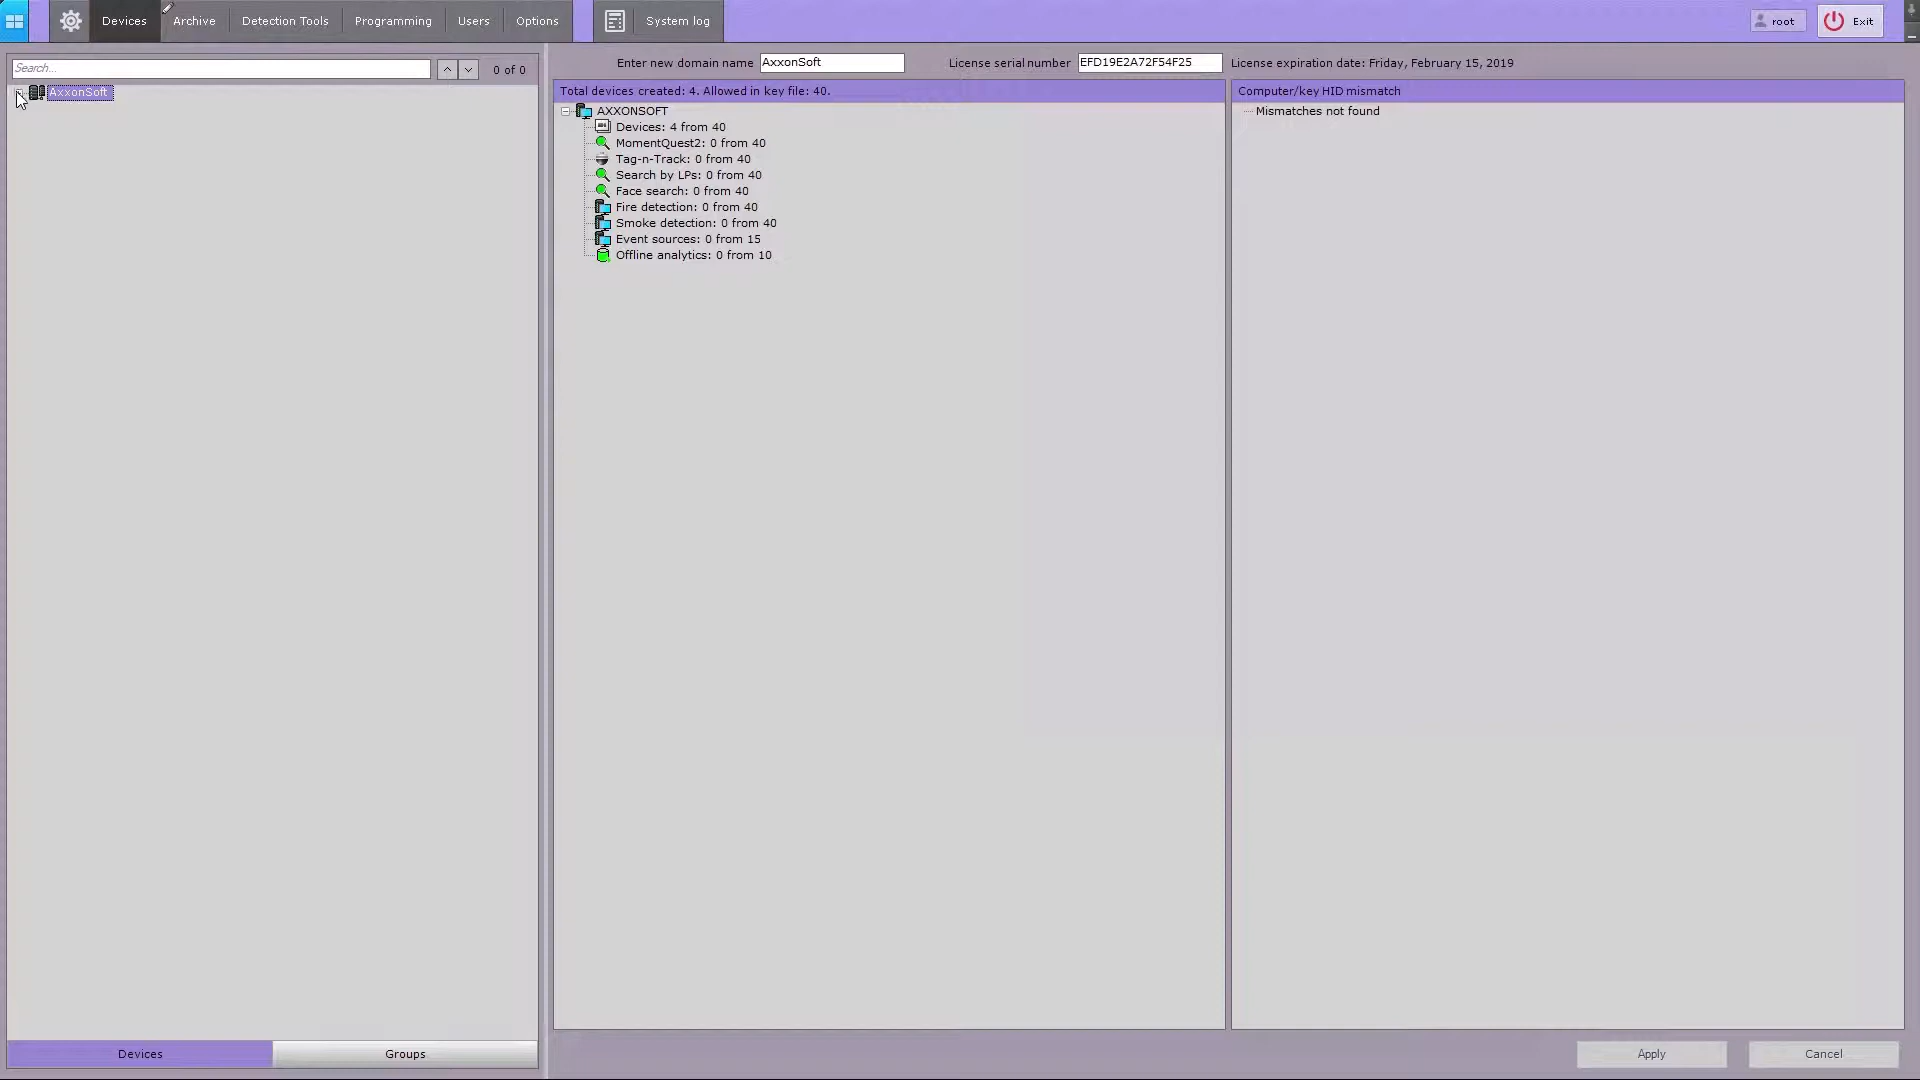 Devices Archive Detection Tools Programming Users Options System log root Exit
Search... 0 of 0 Enter new domain name AxxonSoft License serial number EFD19E2A72F54F25 License expiration date: Friday, February 15, 2019
AxxonSoft
Total devices created: 4. Allowed in key file: 40.
AXXONSOFT
Devices: 4 from 40
MomentQuest2: 0 from 40
Tag-n-Track: 0 from 40
Search by LPs: 0 from 40
Face search: 0 from 40
Fire detection: 0 from 40
Smoke detection: 0 from 40
Event sources: 0 from 15
Offline analytics: 0 from 10
Computer/key HID mismatch
Mismatches not found
Devices Groups Apply Cancel